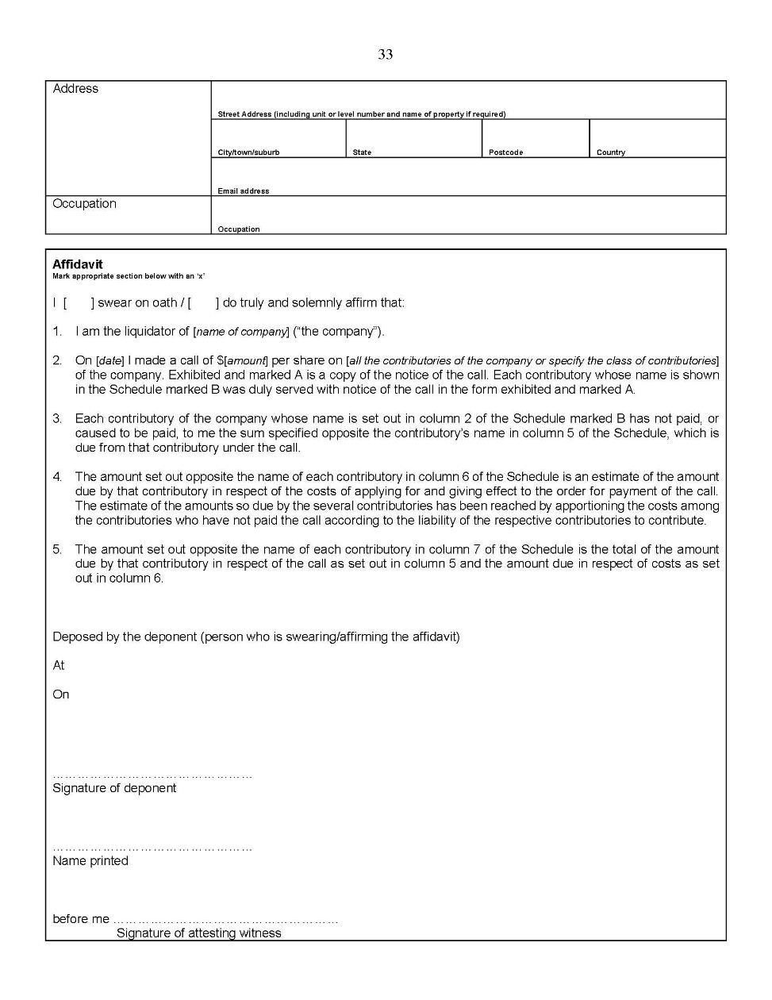 33
Address
Street Address (including unit or level number and name of property if required)
City/town/suburb State Postcode Country
Email address
Occupation
Occupation
Affidavit
Mark appropriate section below with an ‘x’
I [ ] swear on oath / [ ] do truly and solemnly affirm that:
1. I am the liquidator of [name of company] (“the company”).
2. On [date] I made a call of $[amount] per share on [all the contributories of the company or specify the class of contributories]
of the company. Exhibited and marked A is a copy of the notice of the call. Each contributory whose name is shown
in the Schedule marked B was duly served with notice of the call in the form exhibited and marked A.
3. Each contributory of the company whose name is set out in column 2 of the Schedule marked B has not paid, or
caused to be paid, to me the sum specified opposite the contributory’s name in column 5 of the Schedule, which is
due from that contributory under the call.
4. The amount set out opposite the name of each contributory in column 6 of the Schedule is an estimate of the amount
due by that contributory in respect of the costs of applying for and giving effect to the order for payment of the call.
The estimate of the amounts so due by the several contributories has been reached by apportioning the costs among
the contributories who have not paid the call according to the liability of the respective contributories to contribute.
5. The amount set out opposite the name of each contributory in column 7 of the Schedule is the total of the amount
due by that contributory in respect of the call as set out in column 5 and the amount due in respect of costs as set
out in column 6.
Deposed by the deponent (person who is swearing/affirming the affidavit)
At
On
…………………………………………
Signature of deponent
…………………………………………
Name printed
before me ………………………………………………
Signature of attesting witness